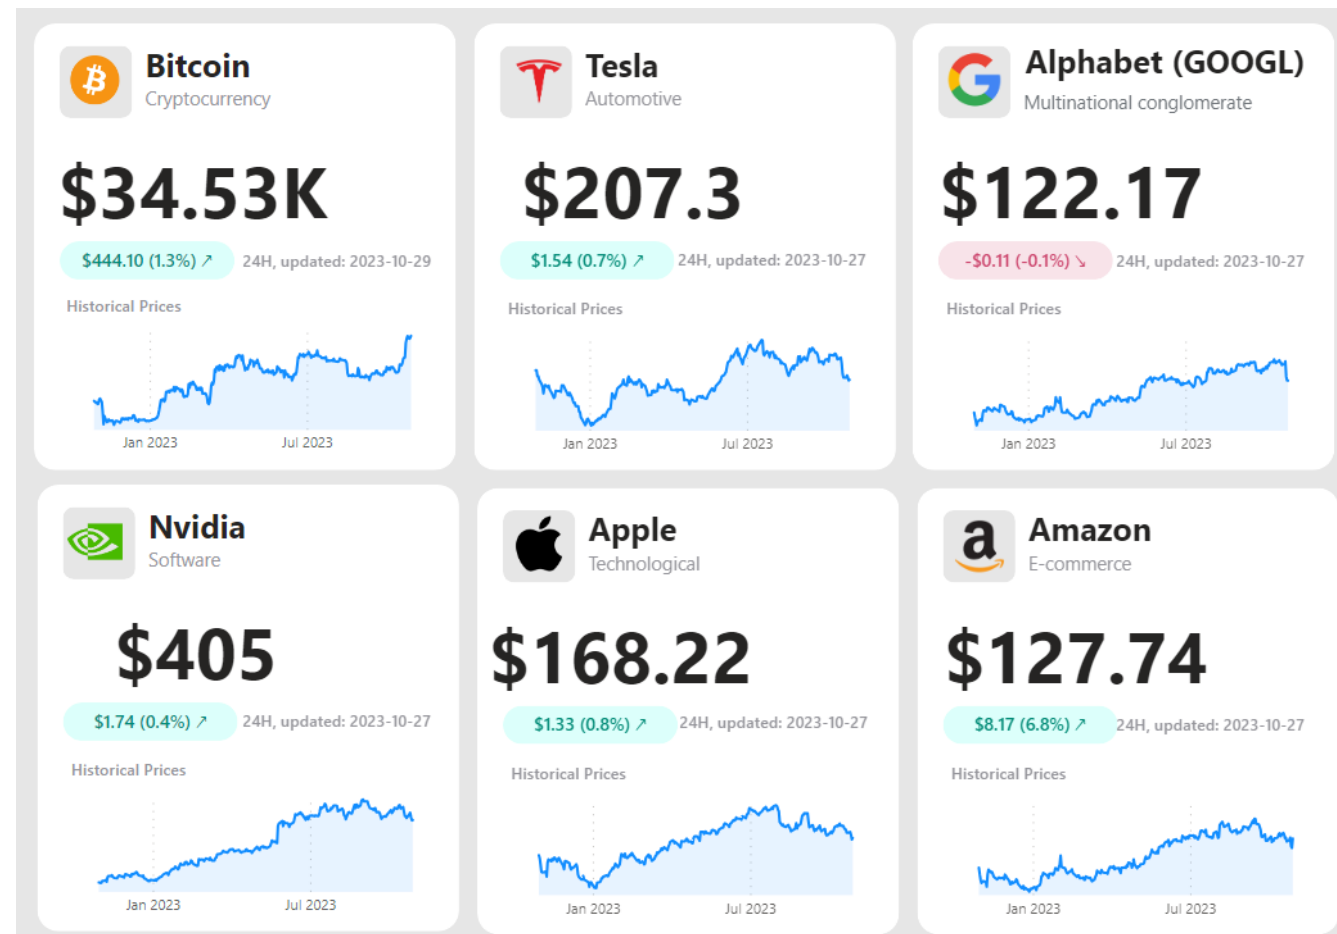 Bitcoin
Cryptocurrency
$34.53K
$444.10 (1.3%) ↗ 24H, updated: 2023-10-29
Historical Prices
Jan 2023 Jul 2023
Tesla
Automotive
$207.3
$1.54 (0.7%) ↗ 24H, updated: 2023-10-27
Historical Prices
Jan 2023 Jul 2023
Alphabet (GOOGL)
Multinational conglomerate
$122.17
-$0.11 (-0.1%) ↘ 24H, updated: 2023-10-27
Historical Prices
Jan 2023 Jul 2023
Nvidia
Software
$405
$1.74 (0.4%) ↗ 24H, updated: 2023-10-27
Historical Prices
Jan 2023 Jul 2023
Apple
Technological
$168.22
$1.33 (0.8%) ↗ 24H, updated: 2023-10-27
Historical Prices
Jan 2023 Jul 2023
a
Amazon
E-commerce
$127.74
$8.17 (6.8%) ↗ 24H, updated: 2023-10-27
Historical Prices
Jan 2023 Jul 2023